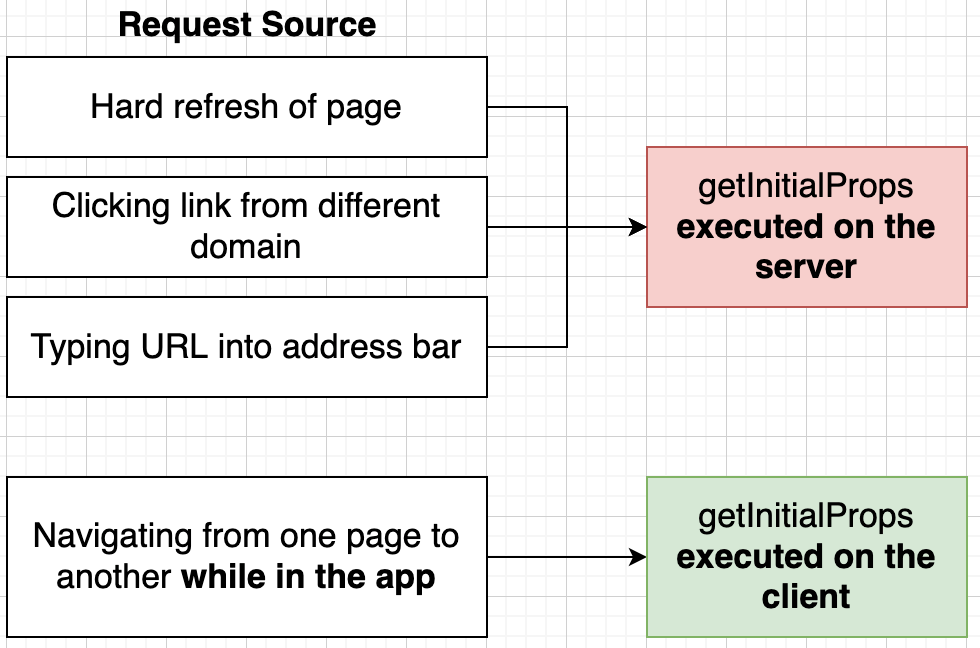 Request Source
Hard refresh of page
Clicking link from different
domain
Typing URL into address bar
getInitialProps
executed on the
server
Navigating from one page to
another while in the app
getInitialProps
executed on the
client